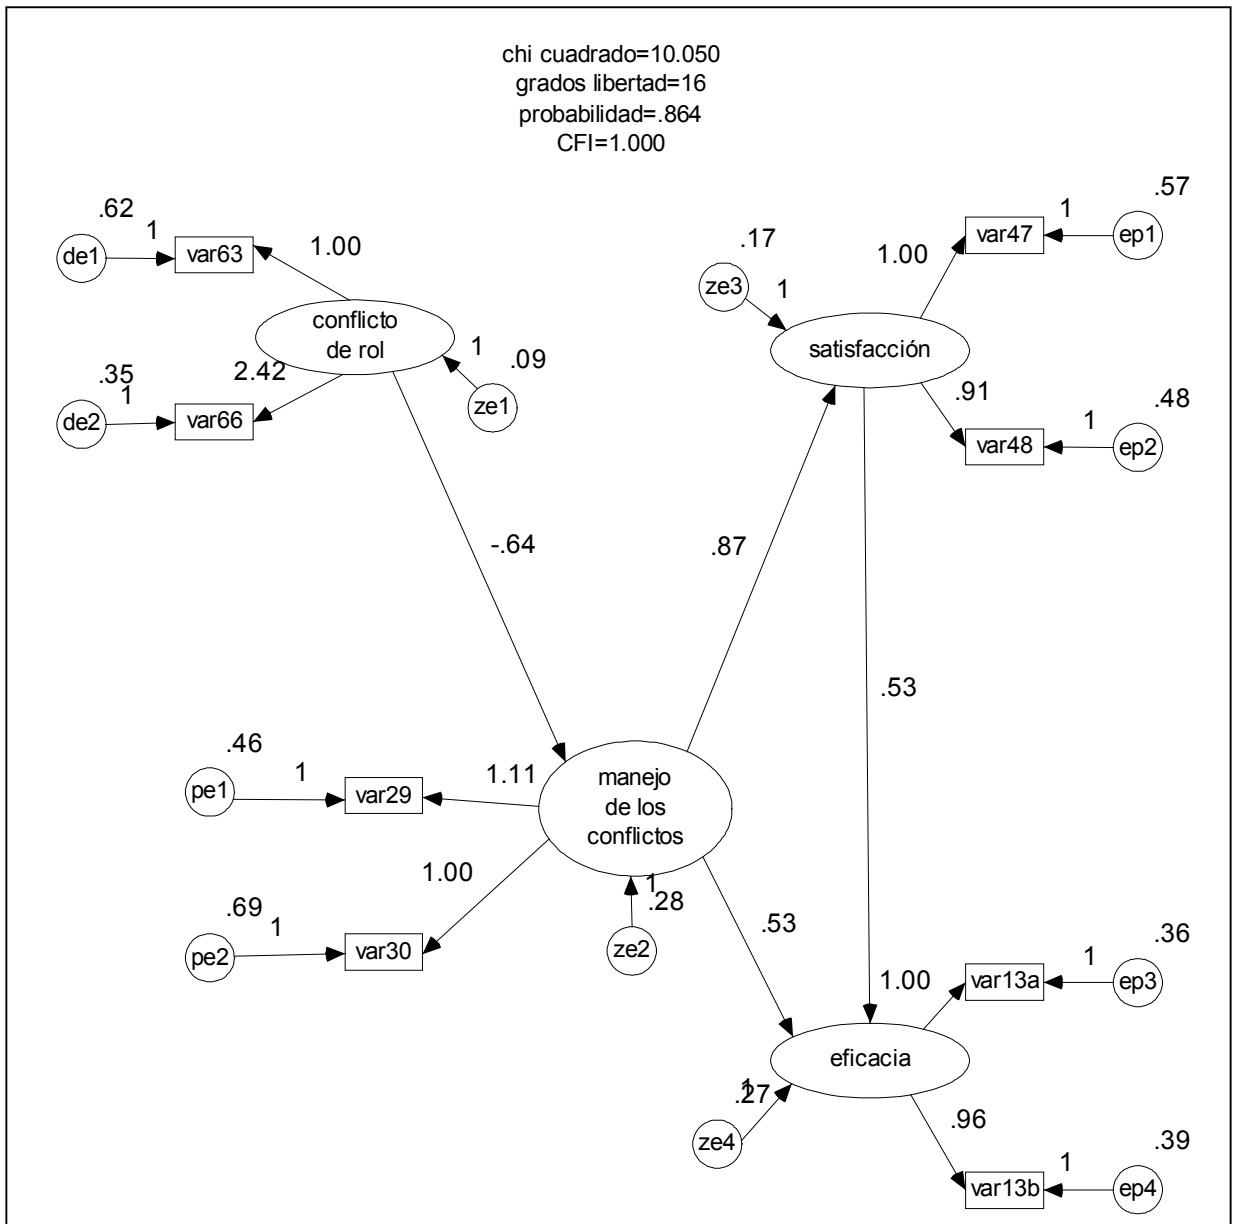 chi cuadrado=10.050
grados libertad=16
probabilidad=.864
CFI=1.000
.62
1
de1
var63
1.00
conflicto
de rol
.35
1
2.42
de2
var66
1
.09
ze1
.17
1
ze3
1.00
var47
1
.57
ep1
satisfacción
.91
var48
1
.48
ep2
-.64
.87
.53
.46
1
pe1
var29
1.11
manejo
de los
conflictos
1.00
.69
1
pe2
var30
1
.28
ze2
.53
1.00
var13a
1
.36
ep3
eficacia
1
.27
ze4
.96
var13b
1
.39
ep4